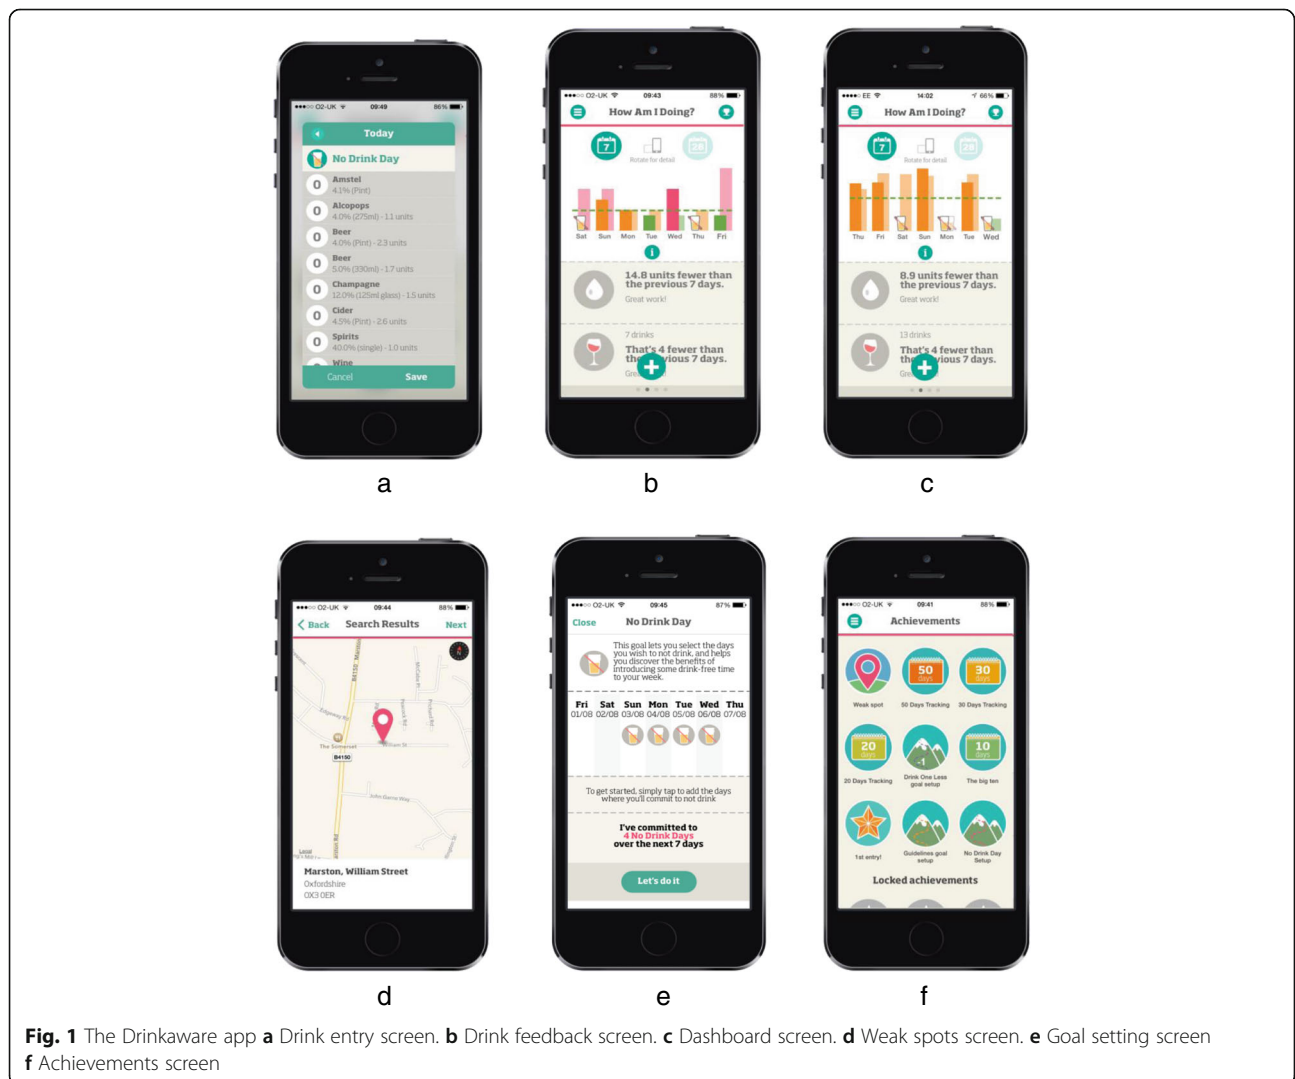 ●●●○○ O2-UK 09:49 86%
Today
No Drink Day
0 Amstel
4.1% (Pint)
0 Alcopops
4.0% (275ml) - 1.1 units
0 Beer
4.0% (Pint) - 2.3 units
0 Beer
5.0% (330ml) - 1.7 units
0 Champagne
12.0% (125ml glass) - 1.5 units
0 Cider
4.5% (Pint) - 2.6 units
0 Spirits
40.0% (single) - 1.0 units
Wine
Cancel Save
a
●●●○○ O2-UK 09:43 88%
How Am I Doing?
7 28
Rotate for detail
Sat Sun Mon Tue Wed Thu Fri
i
14.8 units fewer than
the previous 7 days.
Great work!
7 drinks
That's 4 fewer than
the previous 7 days.
b
●●●●○ EE 14:02 66%
How Am I Doing?
7 28
Rotate for detail
Thu Fri Sat Sun Mon Tue Wed
i
8.9 units fewer than
the previous 7 days.
Great work!
13 drinks
That's 4 fewer than
the previous 7 days.
c
●●●○○ O2-UK 09:44 88%
Back Search Results Next
B4150 Marston
Edgeway Rd
The Somerset
B4150
William St
John Garne Way
Marston, William Street
Oxfordshire
OX3 0ER
d
●●●○○ O2-UK 09:45 87%
Close No Drink Day
This goal lets you select the days
you wish to not drink, and helps
you discover the benefits of
introducing some drink-free time
to your week.
Fri Sat Sun Mon Tue Wed Thu
01/08 02/08 03/08 04/08 05/08 06/08 07/08
To get started, simply tap to add the days
where you'll commit to not drink
I've committed to
4 No Drink Days
over the next 7 days
Let's do it
e
●●●○○ O2-UK 09:41 88%
Achievements
50 days 30 days
Weak spot 50 Days Tracking 30 Days Tracking
20 days -1 10 days
20 Days Tracking Drink One Less goal setup The big ten
1st entry! Guidelines goal setup No Drink Day Setup
Locked achievements
f
Fig. 1 The Drinkaware app a Drink entry screen. b Drink feedback screen. c Dashboard screen. d Weak spots screen. e Goal setting screen
f Achievements screen